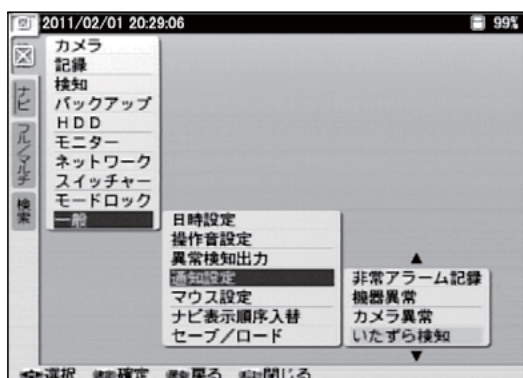 2011/02/01 20:29:06
99%
カメラ
記録
検知
バックアップ
HDD
モニター
ネットワーク
スイッチャー
モードロック
一般
ナビ
フル/マルチ
検索
日時設定
操作音設定
異常検知出力
通知設定
マウス設定
ナビ表示順序入替
セーブ/ロード
▲
非常アラーム記録
機器異常
カメラ異常
いたずら検知
▼
選択 確定 戻る 閉じる